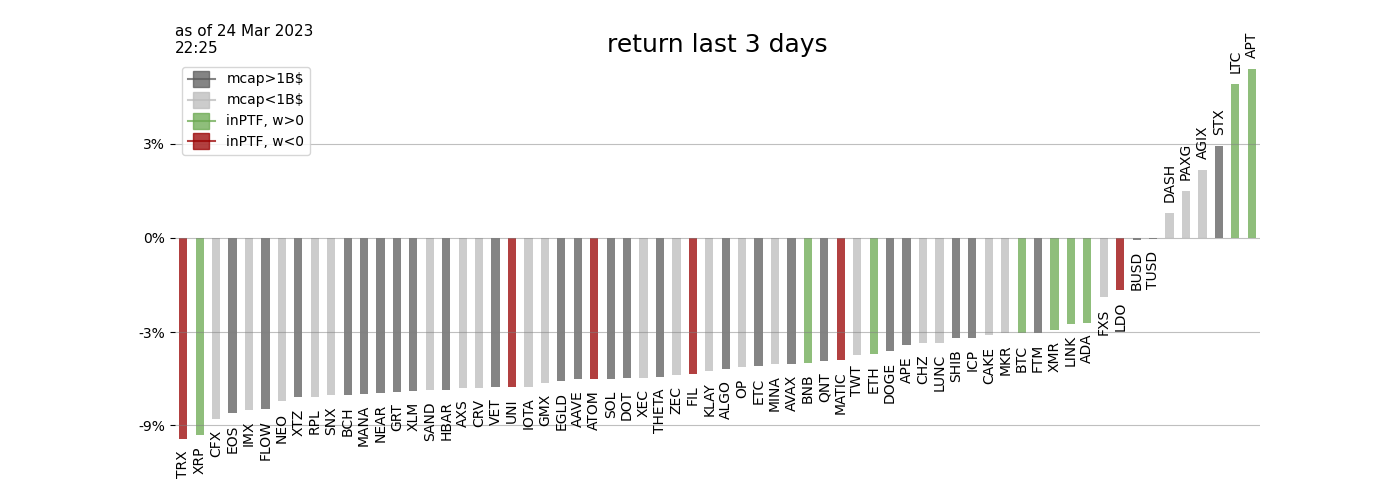 as of 24 Mar 2023
22:25
return last 3 days
mcap>1B$
mcap<1B$
inPTF, w>0
inPTF, w<0
3%
0%
-3%
-9%
TRX
XRP
CFX
EOS
IMX
FLOW
NEO
XTZ
RPL
SNX
BCH
MANA
NEAR
GRT
XLM
SAND
HBAR
AXS
CRV
VET
UNI
IOTA
GMX
EGLD
AAVE
ATOM
SOL
DOT
XEC
THETA
ZEC
FIL
KLAY
ALGO
OP
ETC
MINA
AVAX
BNB
QNT
MATIC
TWT
ETH
DOGE
APE
CHZ
LUNC
SHIB
ICP
CAKE
MKR
BTC
FTM
XMR
LINK
ADA
FXS
LDO
BUSD
TUSD
DASH
PAXG
AGIX
STX
LTC
APT